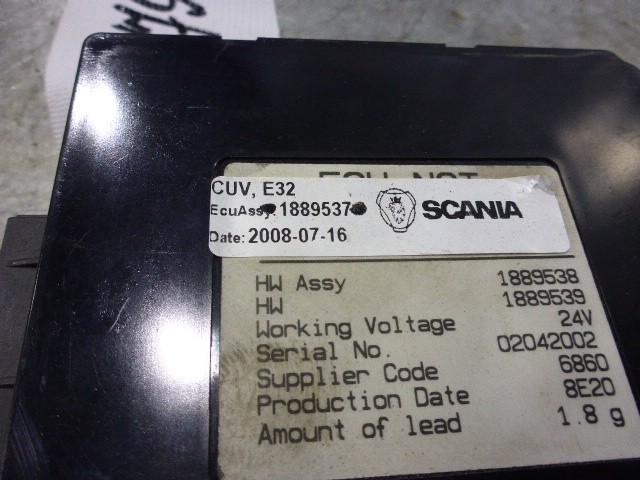 CUV, E32
EcuAssy: 1889537
SCANIA
Date: 2008-07-16
HW Assy 1889538
HW 1889539
Working Voltage 24V
Serial No. 02042002
Supplier Code 6860
Production Date 8E20
Amount of lead 1.8 g